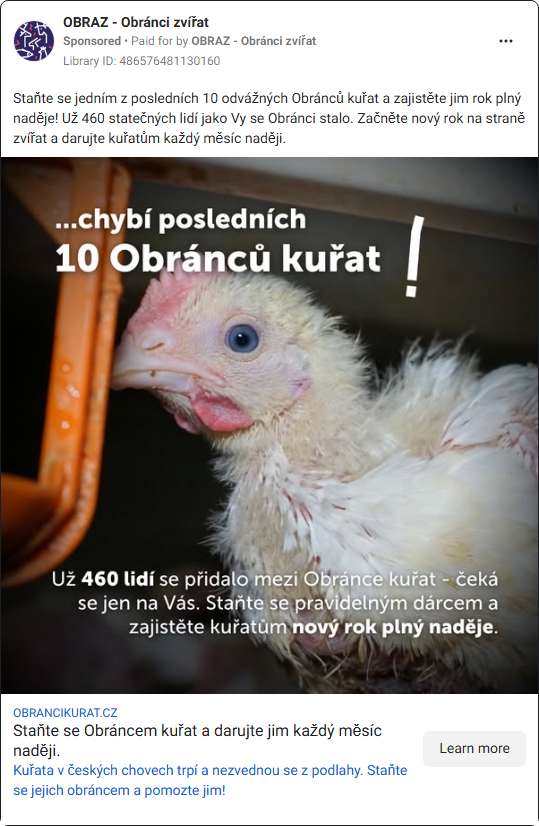 OBRAZ - Obránci zvířat
Sponsored • Paid for by OBRAZ - Obránci zvířat
Library ID: 486576481130160
Staňte se jedním z posledních 10 odvážných Obránců kuřat a zajistěte jim rok plný
naděje! Už 460 statečných lidí jako Vy se Obránci stalo. Začněte nový rok na straně
zvířat a darujte kuřatům každý měsíc naději.
...chybí posledních
10 Obránců kuřat !
Už 460 lidí se přidalo mezi Obránce kuřat - čeká
se jen na Vás. Staňte se pravidelným dárcem a
zajistěte kuřatům nový rok plný naděje.
OBRANCIKURAT.CZ
Staňte se Obráncem kuřat a darujte jim každý měsíc
naději.
Kuřata v českých chovech trpí a nezvednou se z podlahy. Staňte
se jejich obráncem a pomozte jim!
Learn more